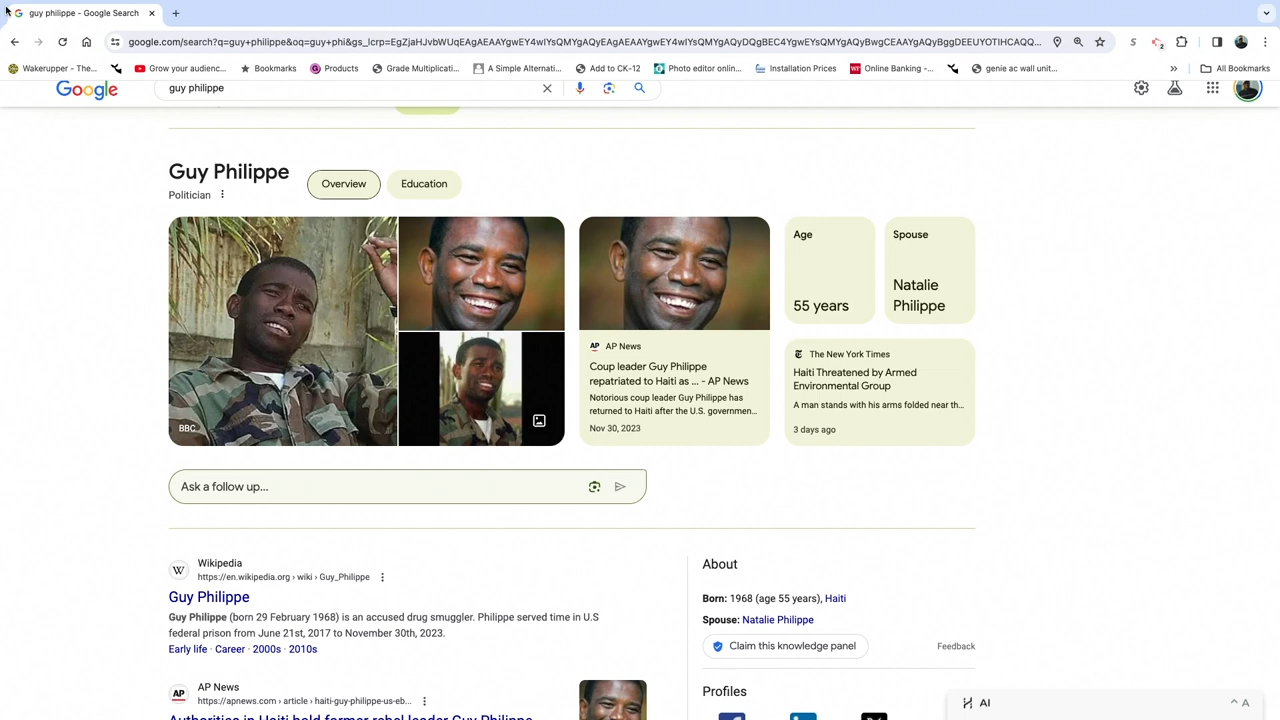 guy philippe - Google Search
google.com/search?q=guy+philippe&oq=guy+phi&gs_lcrp=EgZjaHJvbWUqEAgAEAAYgwEY4wIYsQMYgAQyEAgAEAAYgwEY4wIYsQMYgAQyDQgBEC4YgwEYsQMYgAQyBwgCEAAYgAQyBggDEEUYOTIHCAQQ...
Wakerupper - The...
Grow your audienc...
Bookmarks
Products
Grade Multiplicati...
A Simple Alternati...
Add to CK-12
Photo editor onlin...
Installation Prices
Online Banking -...
genie ac wall unit...
»
All Bookmarks
Google
guy philippe
Guy Philippe
Politician
Overview
Education
BBC
AP News
Coup leader Guy Philippe
repatriated to Haiti as ... - AP News
Notorious coup leader Guy Philippe has
returned to Haiti after the U.S. governmen...
Nov 30, 2023
Age
55 years
Spouse
Natalie
Philippe
The New York Times
Haiti Threatened by Armed
Environmental Group
A man stands with his arms folded near th...
3 days ago
Ask a follow up...
Wikipedia
https://en.wikipedia.org › wiki › Guy_Philippe
Guy Philippe
Guy Philippe (born 29 February 1968) is an accused drug smuggler. Philippe served time in U.S
federal prison from June 21st, 2017 to November 30th, 2023.
Early life · Career · 2000s · 2010s
AP News
https://apnews.com › article › haiti-guy-philippe-us-eb...
Authorities in Haiti hold former rebel leader Guy Philippe
About
Born: 1968 (age 55 years), Haiti
Spouse: Natalie Philippe
Claim this knowledge panel
Feedback
Profiles
AI
A